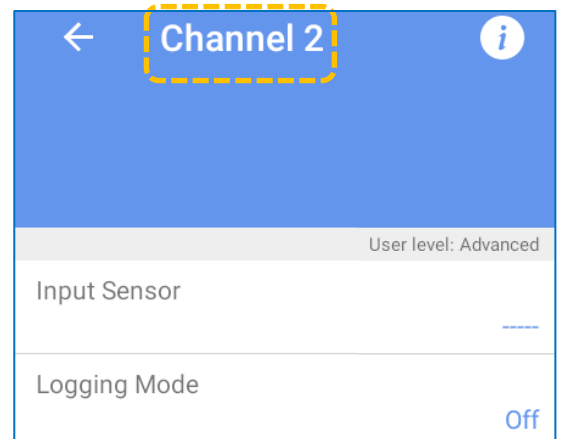 ← Channel 2 i
User level: Advanced
Input Sensor
-----
Logging Mode
Off